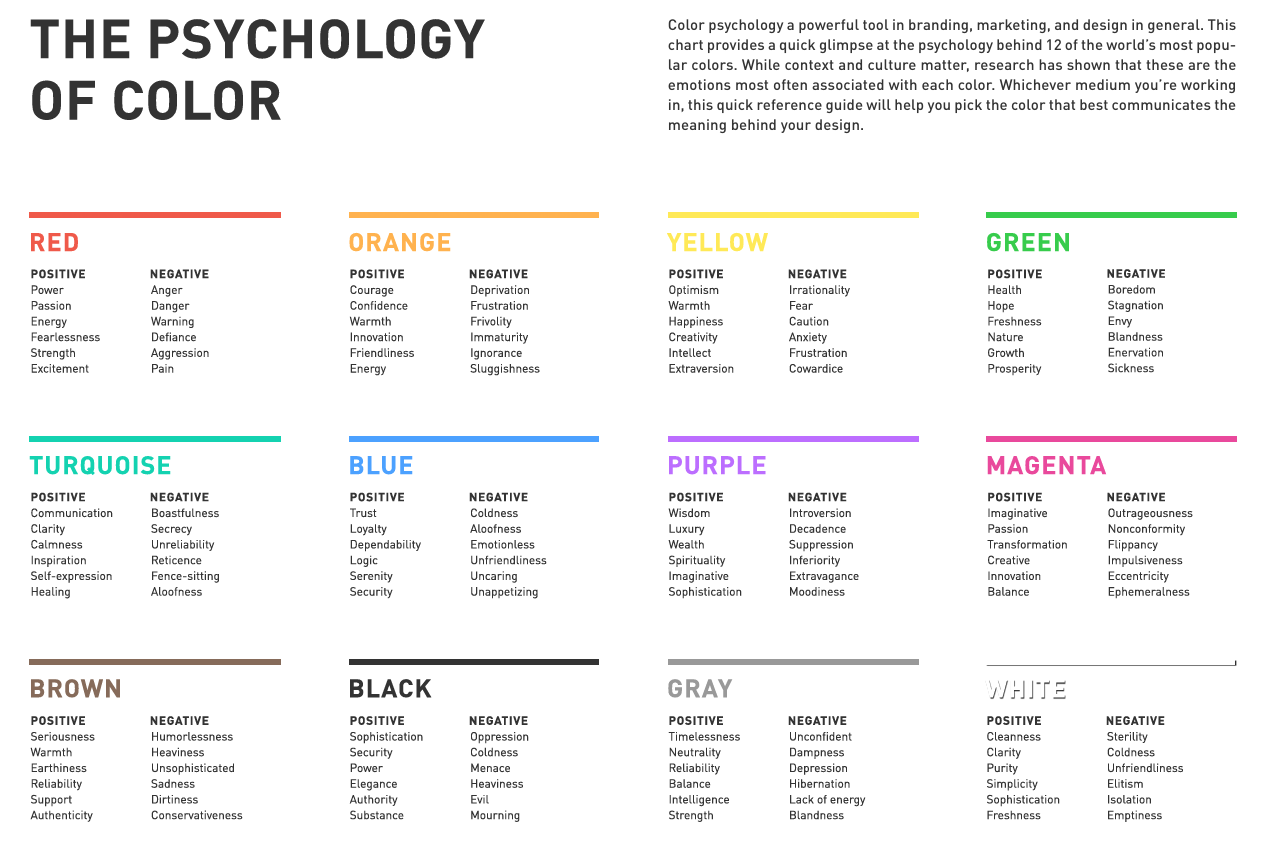 THE PSYCHOLOGY
OF COLOR
Color psychology a powerful tool in branding, marketing, and design in general. This
chart provides a quick glimpse at the psychology behind 12 of the world's most popu-
lar colors. While context and culture matter, research has shown that these are the
emotions most often associated with each color. Whichever medium you're working
in, this quick reference guide will help you pick the color that best communicates the
meaning behind your design.
RED
POSITIVE NEGATIVE
Power Anger
Passion Danger
Energy Warning
Fearlessness Defiance
Strength Aggression
Excitement Pain
ORANGE
POSITIVE NEGATIVE
Courage Deprivation
Confidence Frustration
Warmth Frivolity
Innovation Immaturity
Friendliness Ignorance
Energy Sluggishness
YELLOW
POSITIVE NEGATIVE
Optimism Irrationality
Warmth Fear
Happiness Caution
Creativity Anxiety
Intellect Frustration
Extraversion Cowardice
GREEN
POSITIVE NEGATIVE
Health Boredom
Hope Stagnation
Freshness Envy
Nature Blandness
Growth Enervation
Prosperity Sickness
TURQUOISE
POSITIVE NEGATIVE
Communication Boastfulness
Clarity Secrecy
Calmness Unreliability
Inspiration Reticence
Self-expression Fence-sitting
Healing Aloofness
BLUE
POSITIVE NEGATIVE
Trust Coldness
Loyalty Aloofness
Dependability Emotionless
Logic Unfriendliness
Serenity Uncaring
Security Unappetizing
PURPLE
POSITIVE NEGATIVE
Wisdom Introversion
Luxury Decadence
Wealth Suppression
Spirituality Inferiority
Imaginative Extravagance
Sophistication Moodiness
MAGENTA
POSITIVE NEGATIVE
Imaginative Outrageousness
Passion Nonconformity
Transformation Flippancy
Creative Impulsiveness
Innovation Eccentricity
Balance Ephemeralness
BROWN
POSITIVE NEGATIVE
Seriousness Humorlessness
Warmth Heaviness
Earthiness Unsophisticated
Reliability Sadness
Support Dirtiness
Authenticity Conservativeness
BLACK
POSITIVE NEGATIVE
Sophistication Oppression
Security Coldness
Power Menace
Elegance Heaviness
Authority Evil
Substance Mourning
GRAY
POSITIVE NEGATIVE
Timelessness Unconfident
Neutrality Dampness
Reliability Depression
Balance Hibernation
Intelligence Lack of energy
Strength Blandness
WHITE
POSITIVE NEGATIVE
Cleanness Sterility
Clarity Coldness
Purity Unfriendliness
Simplicity Elitism
Sophistication Isolation
Freshness Emptiness